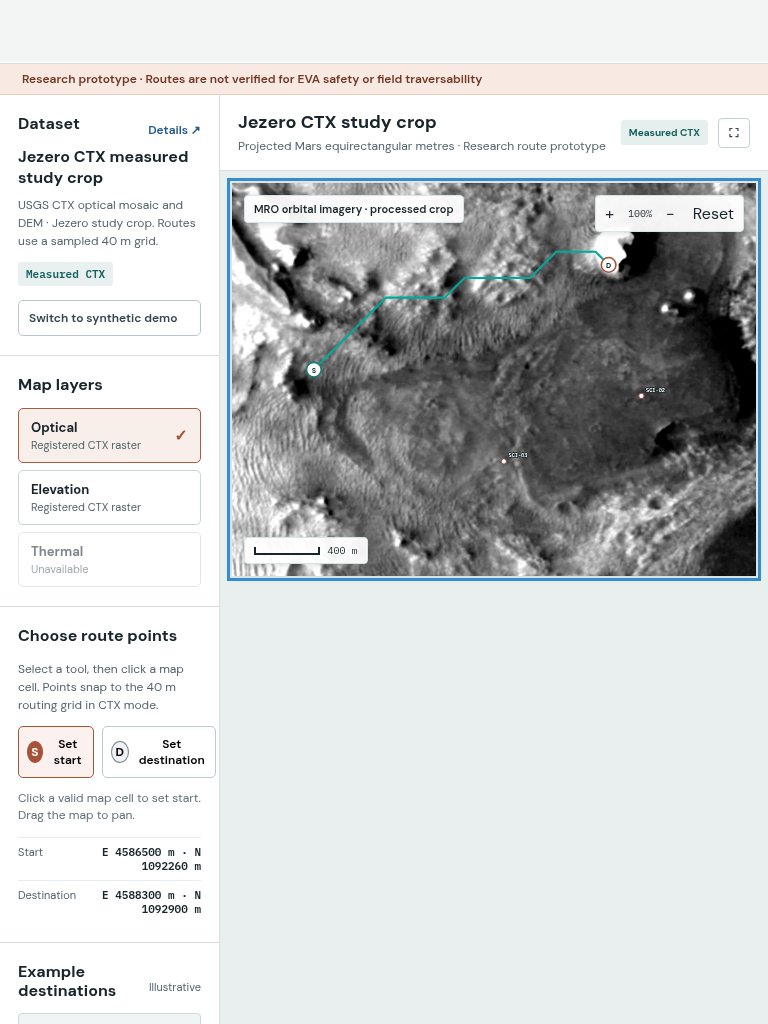 Research prototype · Routes are not verified for EVA safety or field traversability
Dataset
Details ↗
Jezero CTX measured
study crop
USGS CTX optical mosaic and
DEM · Jezero study crop. Routes
use a sampled 40 m grid.
Measured CTX
Switch to synthetic demo
Map layers
Optical
Registered CTX raster
✓
Elevation
Registered CTX raster
Thermal
Unavailable
Choose route points
Select a tool, then click a map
cell. Points snap to the 40 m
routing grid in CTX mode.
S
Set
start
D
Set
destination
Click a valid map cell to set start.
Drag the map to pan.
Start
E 4586500 m · N
1092260 m
Destination
E 4588300 m · N
1092900 m
Example
destinations
Illustrative
Jezero CTX study crop
Projected Mars equirectangular metres · Research route prototype
Measured CTX
MRO orbital imagery · processed crop
+ 100% − Reset
D
S
SCI-02
SCI-03
400 m